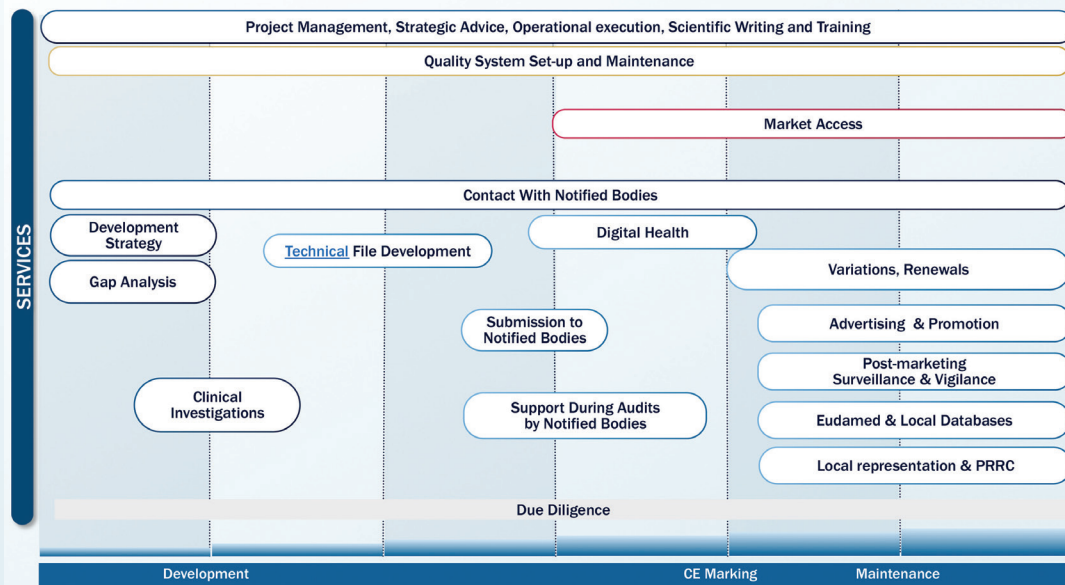 SERVICES
Project Management, Strategic Advice, Operational execution, Scientific Writing and Training
Quality System Set-up and Maintenance
Market Access
Contact With Notified Bodies
Development
Strategy
Technical File Development
Digital Health
Gap Analysis
Variations, Renewals
Submission to
Notified Bodies
Advertising & Promotion
Post-marketing
Surveillance & Vigilance
Clinical
Investigations
Support During Audits
by Notified Bodies
Eudamed & Local Databases
Local representation & PRRC
Due Diligence
Development
CE Marking
Maintenance